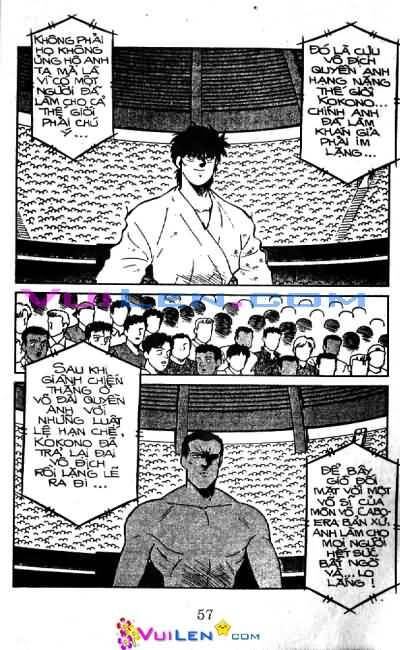 KHÔNG PHẢI
HỌ KHÔNG
ỦNG HỘ ANH
TA MÀ LÀ
VÌ CÓ MỘT
NGƯỜI ĐÃ
LÀM CHO CẢ
THẾ GIỚI
PHẢI CHÚ
Ý...
ĐÓ LÀ CỰU
VÔ ĐỊCH
QUYỀN ANH
HẠNG NẶNG
THẾ GIỚI
KOKONO...
CHÍNH ANH
ĐÃ LÀM
KHÁN GIẢ
PHẢI IM
LẶNG...
VUILEN.COM
SAU KHI
GIÀNH CHIẾN
THẮNG Ở
VÕ ĐÀI QUYỀN
ANH VỚI
NHỮNG LUẬT
LỆ HẠN CHẾ,
KOKONO ĐÃ
TRẢ LẠI ĐAI
VÔ ĐỊCH
RỒI LẶNG LẼ
RA ĐI...
ĐỂ BÂY
GIỜ ĐỐI
MẶT VỚI MỘT
VÕ SĨ CỦA
MÔN VÕ CABO-
ERA BẢN XỨ,
ANH LÀM CHO
MỌI NGƯỜI
HẾT SỨC
BẤT NGỜ
VÀ... LO
LẮNG!
57
VUILEN.COM